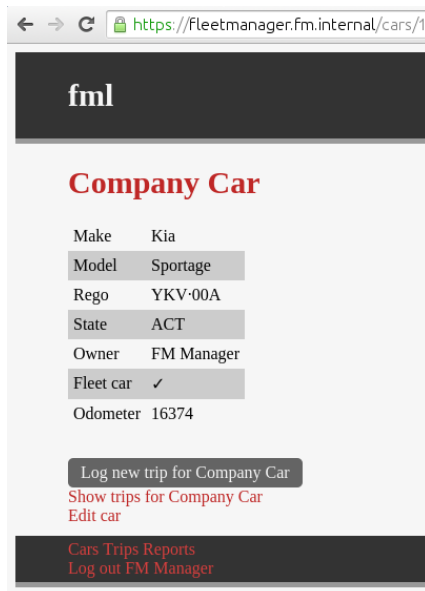 https://fleetmanager.fm.internal/cars/1
fml
Company Car
Make Kia
Model Sportage
Rego YKV·00A
State ACT
Owner FM Manager
Fleet car ✓
Odometer 16374
Log new trip for Company Car
Show trips for Company Car
Edit car
Cars Trips Reports
Log out FM Manager